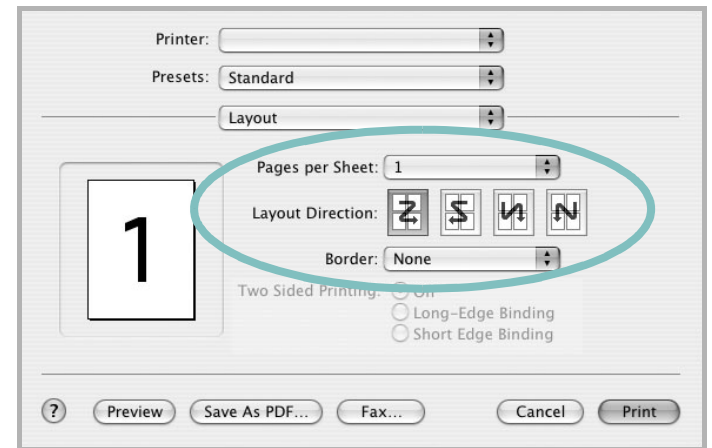 Printer:
Presets: Standard
Layout
Pages per Sheet: 1
Layout Direction:
1
Border: None
Two Sided Printing:
Long-Edge Binding
Short Edge Binding
? Preview Save As PDF... Fax... Cancel Print